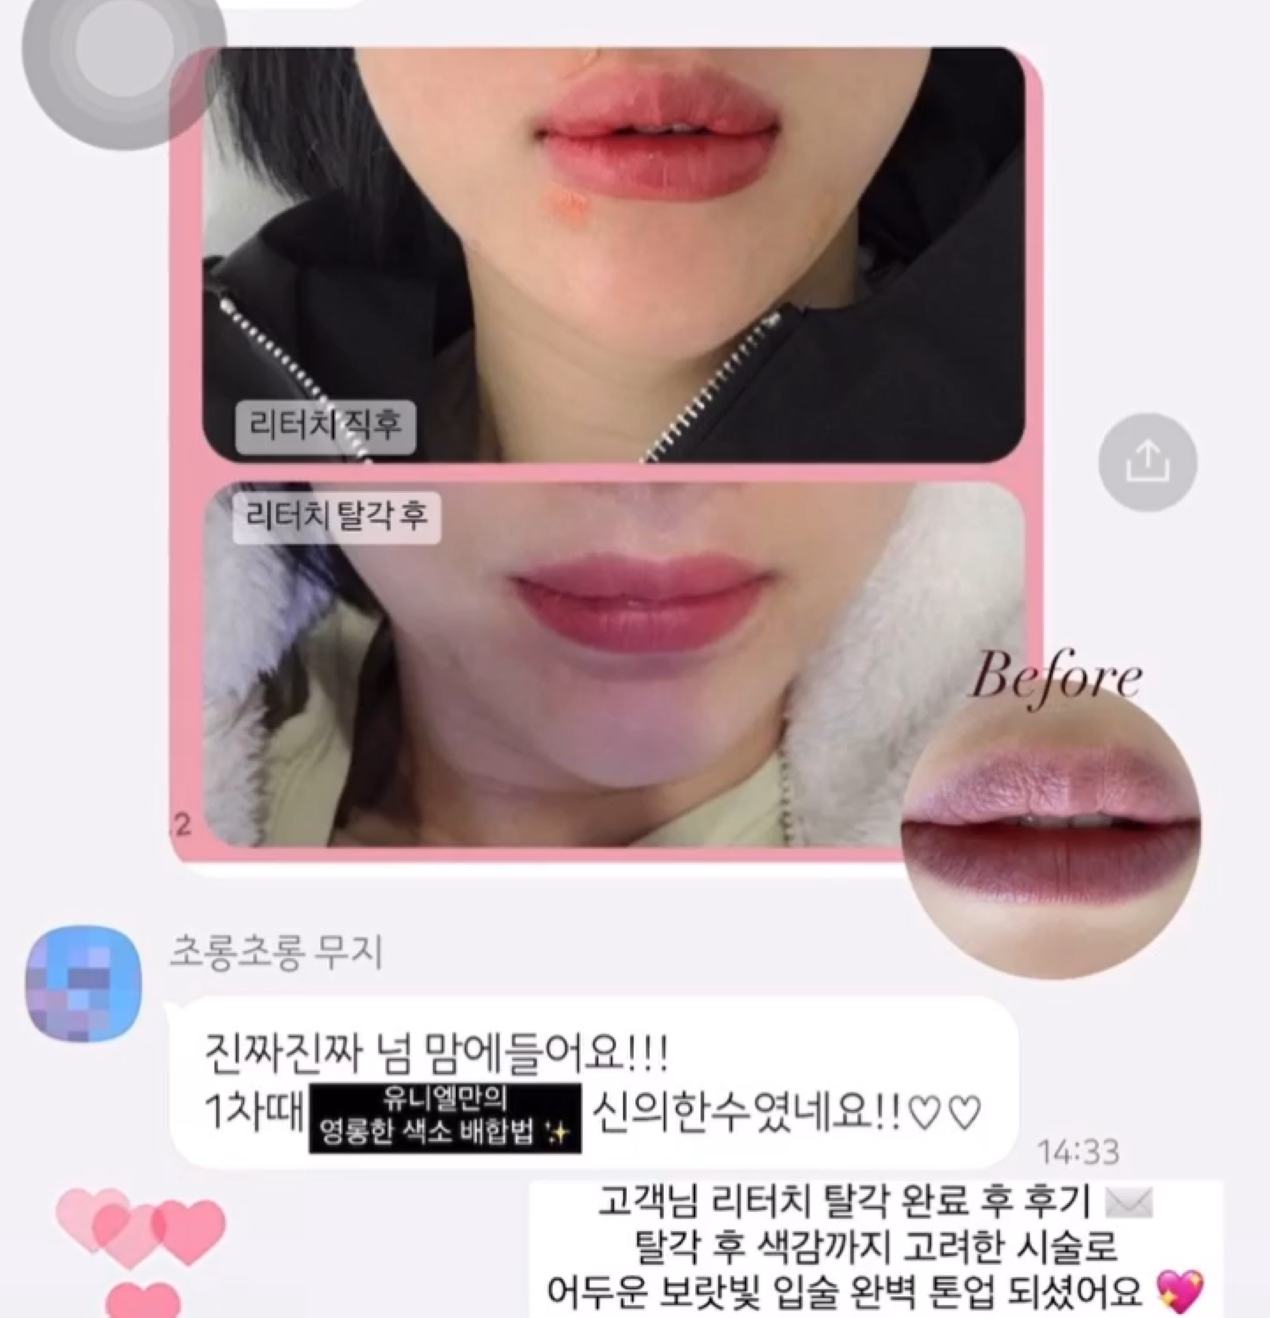 리터치 직후
리터치 탈각 후
Before
.2
초롱초롱 무지
진짜진짜 넘 맘에들어요!!!
1차때 유니엘만의
영롱한 색소 배합법 ✨ 신의한수였네요!!♡♡
14:33
고객님 리터치 탈각 완료 후 후기 ✉️
탈각 후 색감까지 고려한 시술로
어두운 보랏빛 입술 완벽 톤업 되셨어요 💖